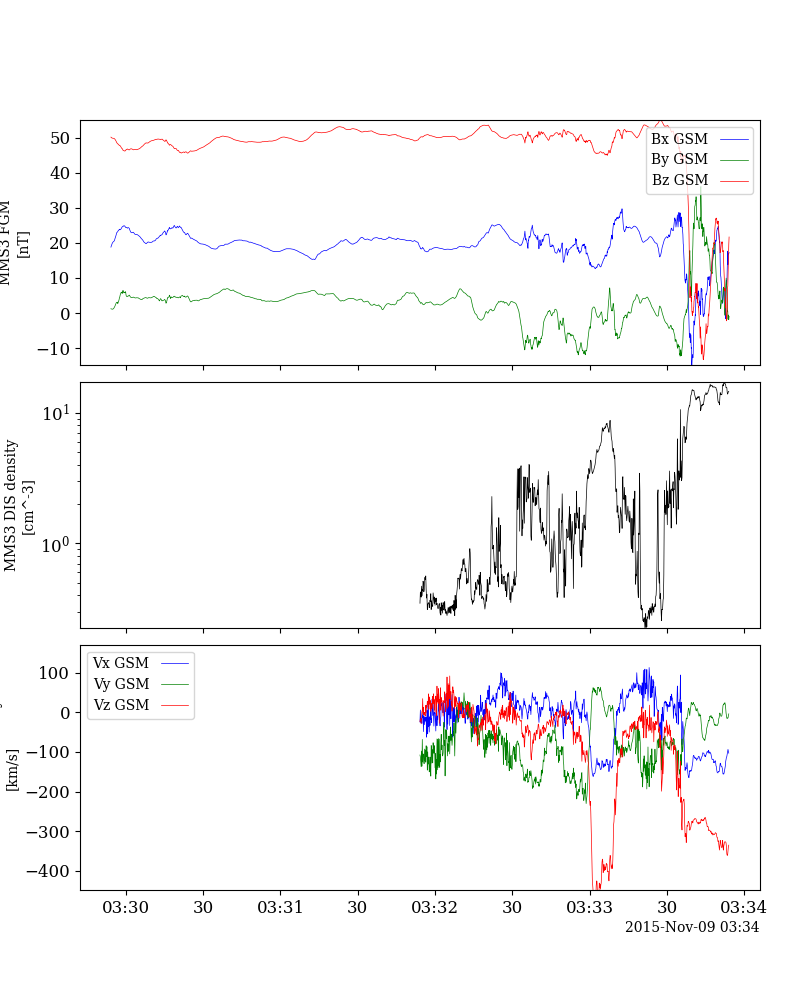 50
40
30
20
10
0
−10
MMS3 FGM
[nT]
Bx GSM
By GSM
Bz GSM
10^1
10^0
MMS3 DIS density
[cm^-3]
100
0
−100
−200
−300
−400
[km/s]
Vx GSM
Vy GSM
Vz GSM
03:30 30 03:31 30 03:32 30 03:33 30 03:34
2015-Nov-09 03:34